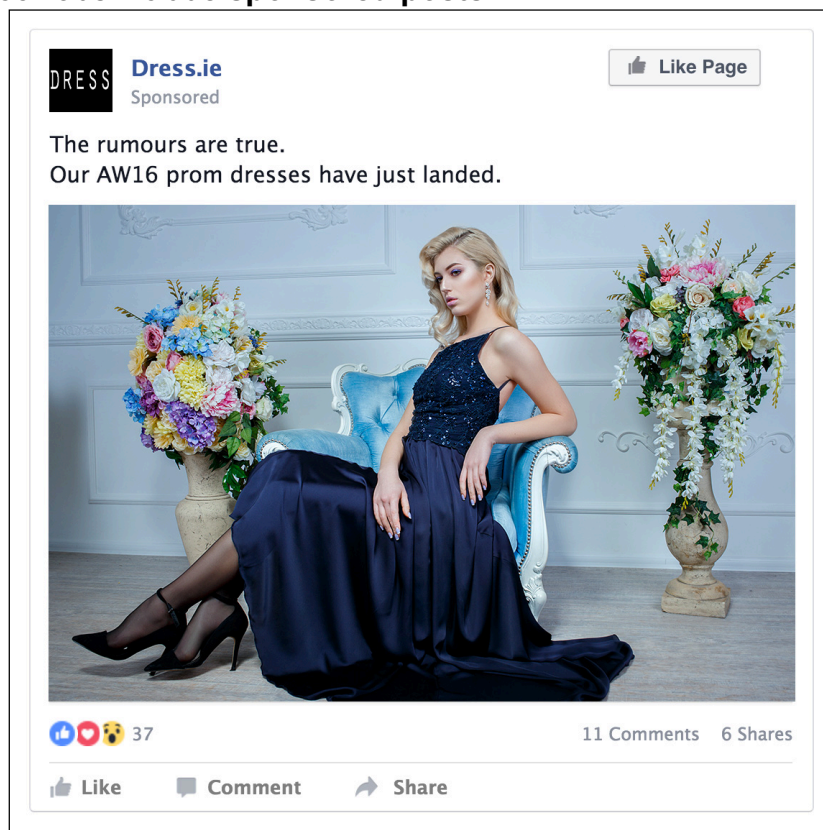 DRESS
Dress.ie
Like Page
Sponsored
The rumours are true.
Our AW16 prom dresses have just landed.
37
11 Comments 6 Shares
Like Comment Share